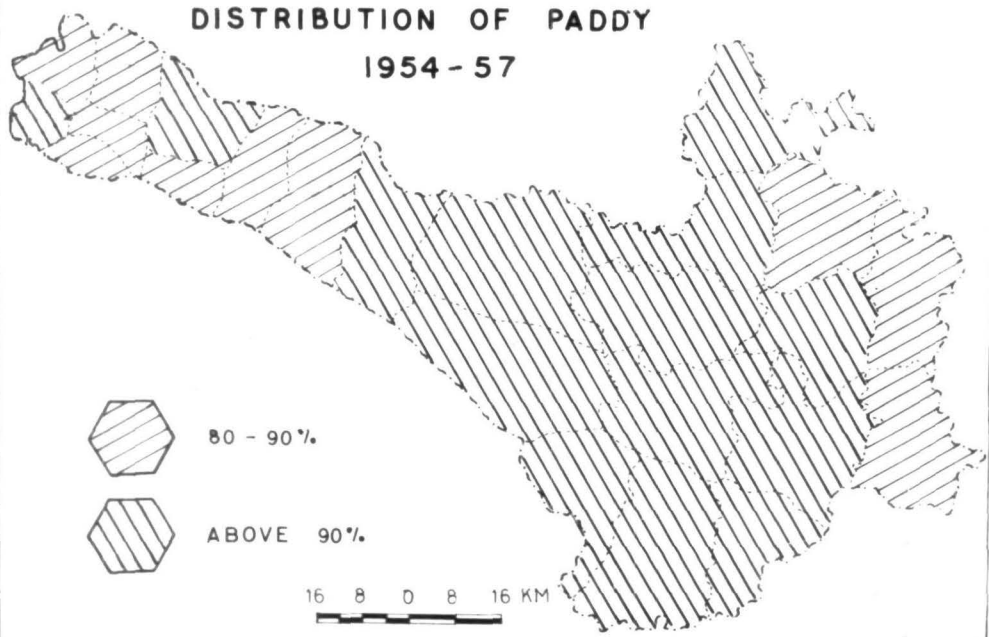 DISTRIBUTION OF PADDY
1954-57
80 - 90%
ABOVE 90%
16 8 0 8 16 KM